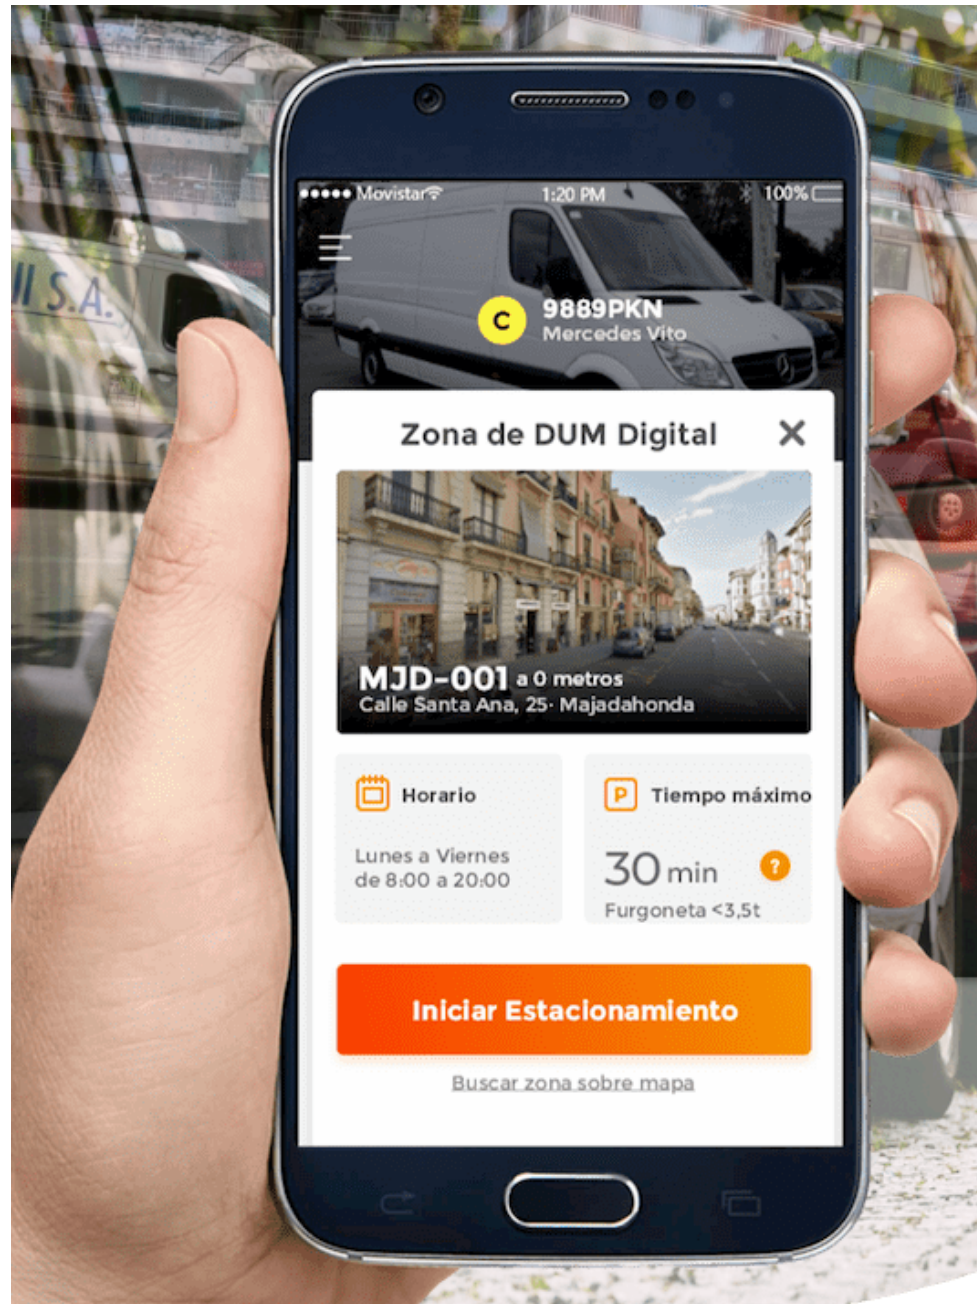 I S.A.
Movistar
1:20 PM
100%
C
9889PKN
Mercedes Vito
Zona de DUM Digital
MJD-001 a 0 metros
Calle Santa Ana, 25· Majadahonda
Horario
Lunes a Viernes
de 8:00 a 20:00
P Tiempo máximo
30 min ?
Furgoneta <3,5t
Iniciar Estacionamiento
Buscar zona sobre mapa